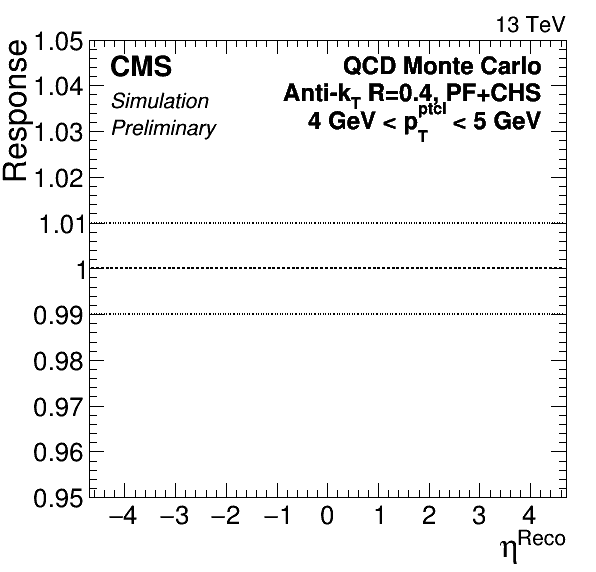 13 TeV
Response
CMS
Simulation
Preliminary
QCD Monte Carlo
Anti-kT R=0.4, PF+CHS
4 GeV < pTptcl < 5 GeV
1.05
1.04
1.03
1.02
1.01
1
0.99
0.98
0.97
0.96
0.95
−4 −3 −2 −1 0 1 2 3 4
ηReco